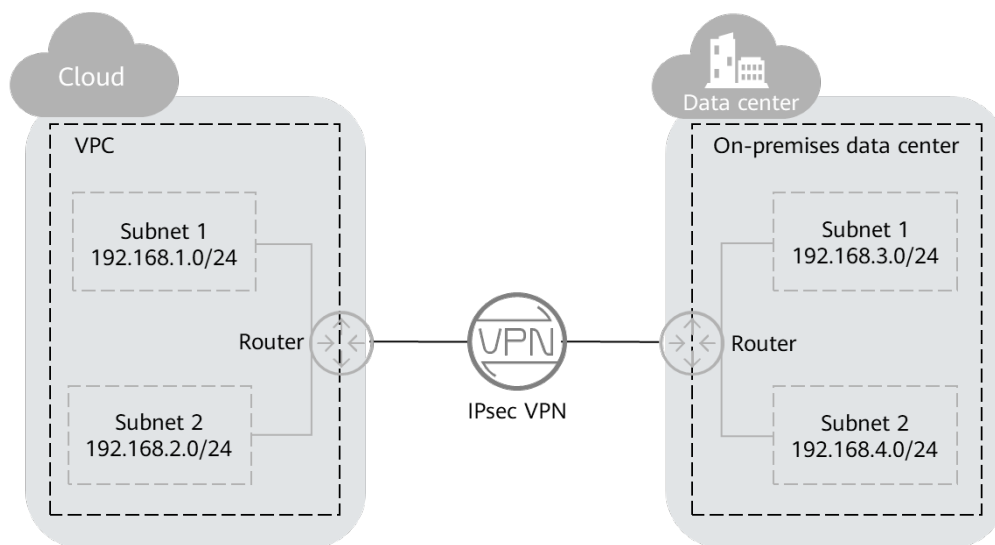 Cloud
VPC
Subnet 1
192.168.1.0/24
Router
Subnet 2
192.168.2.0/24
VPN
IPsec VPN
Data center
On-premises data center
Subnet 1
192.168.3.0/24
Router
Subnet 2
192.168.4.0/24